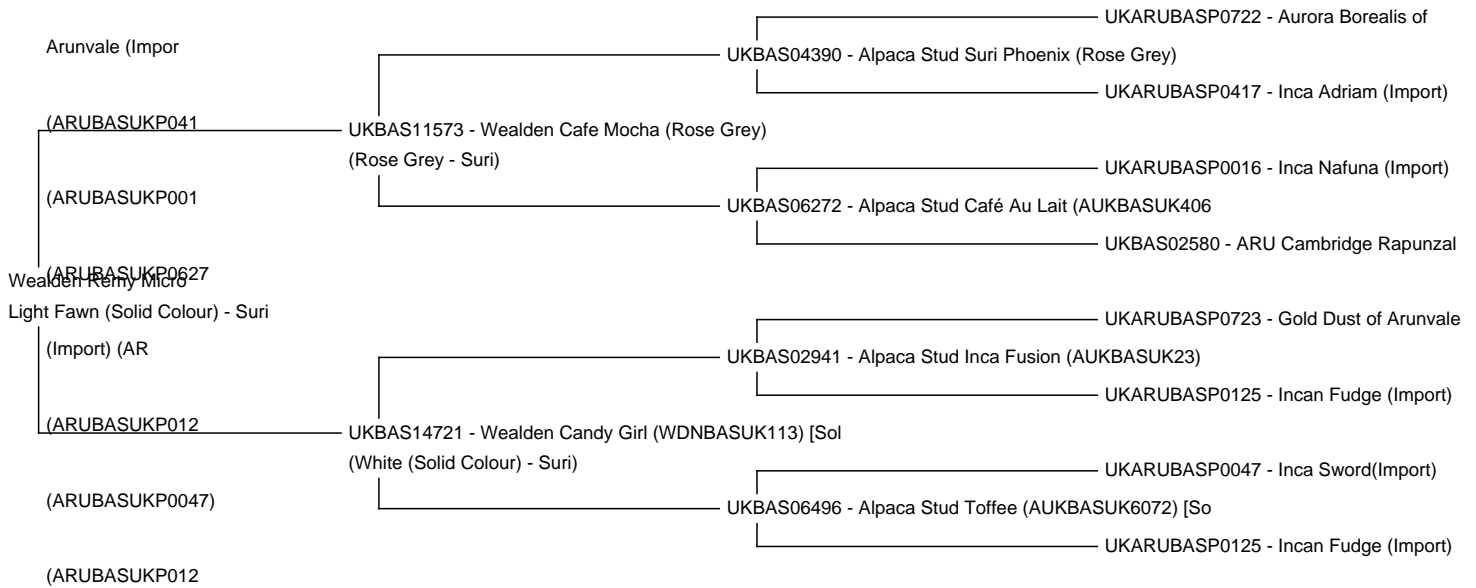 UKARUBASP0722 - Aurora Borealis of
Arunvale (Impor
UKBAS04390 - Alpaca Stud Suri Phoenix (Rose Grey)
UKARUBASP0417 - Inca Adriam (Import)
(ARUBASUKP041
UKBAS11573 - Wealden Cafe Mocha (Rose Grey)
(Rose Grey - Suri)
UKARUBASP0016 - Inca Nafuna (Import)
(ARUBASUKP001
UKBAS06272 - Alpaca Stud Café Au Lait (AUKBASUK406
UKBAS02580 - ARU Cambridge Rapunzal
(ARUBASUKP0627
Wealden Remy Micro
Light Fawn (Solid Colour) - Suri
UKARUBASP0723 - Gold Dust of Arunvale
(Import) (AR
UKBAS02941 - Alpaca Stud Inca Fusion (AUKBASUK23)
UKARUBASP0125 - Incan Fudge (Import)
(ARUBASUKP012
UKBAS14721 - Wealden Candy Girl (WDNBASUK113) [Sol
(White (Solid Colour) - Suri)
UKARUBASP0047 - Inca Sword(Import)
(ARUBASUKP0047)
UKBAS06496 - Alpaca Stud Toffee (AUKBASUK6072) [So
UKARUBASP0125 - Incan Fudge (Import)
(ARUBASUKP012